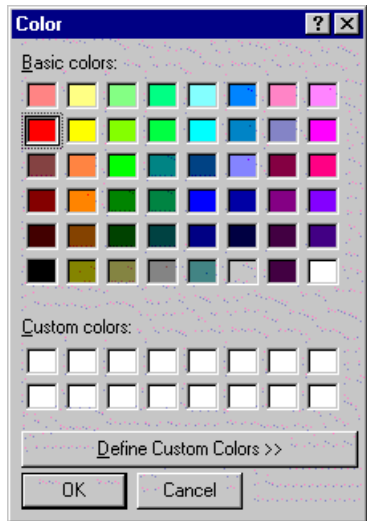 Color ? ×
Basic colors:
Custom colors:
Define Custom Colors >>
OK Cancel